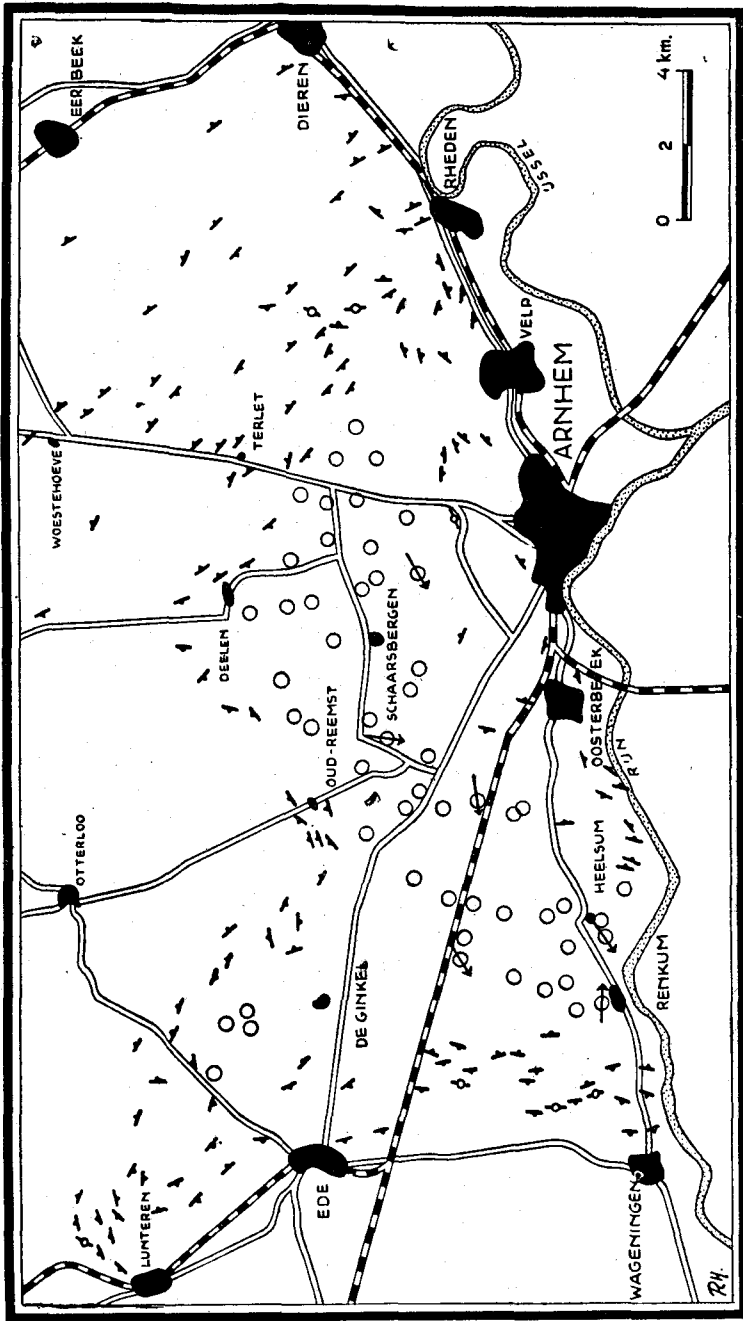 WOESTEHOEVE
EERBEEK
OTTERLOO
LUNTEREN
DEELEN
TERLET
DIEREN
EDE
OUD-REEMST
DE GINKEL
SCHAARSBERGEN
RHEDEN
VELP
IJSSEL
ARNHEM
OOSTERBEEK
HEELSUM
RIJN
WAGENINGEN
RENKUM
0 2 4 km.
RH.